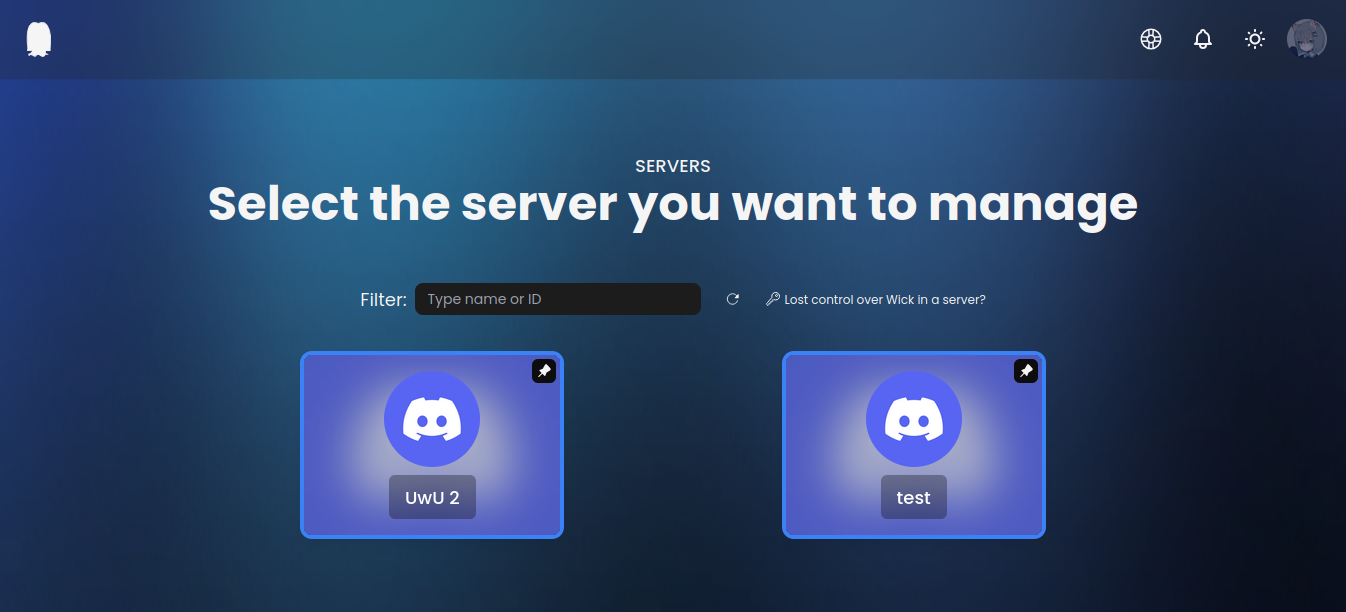 SERVERS
Select the server you want to manage
Filter: Type name or ID
Lost control over Wick in a server?
UwU 2
test